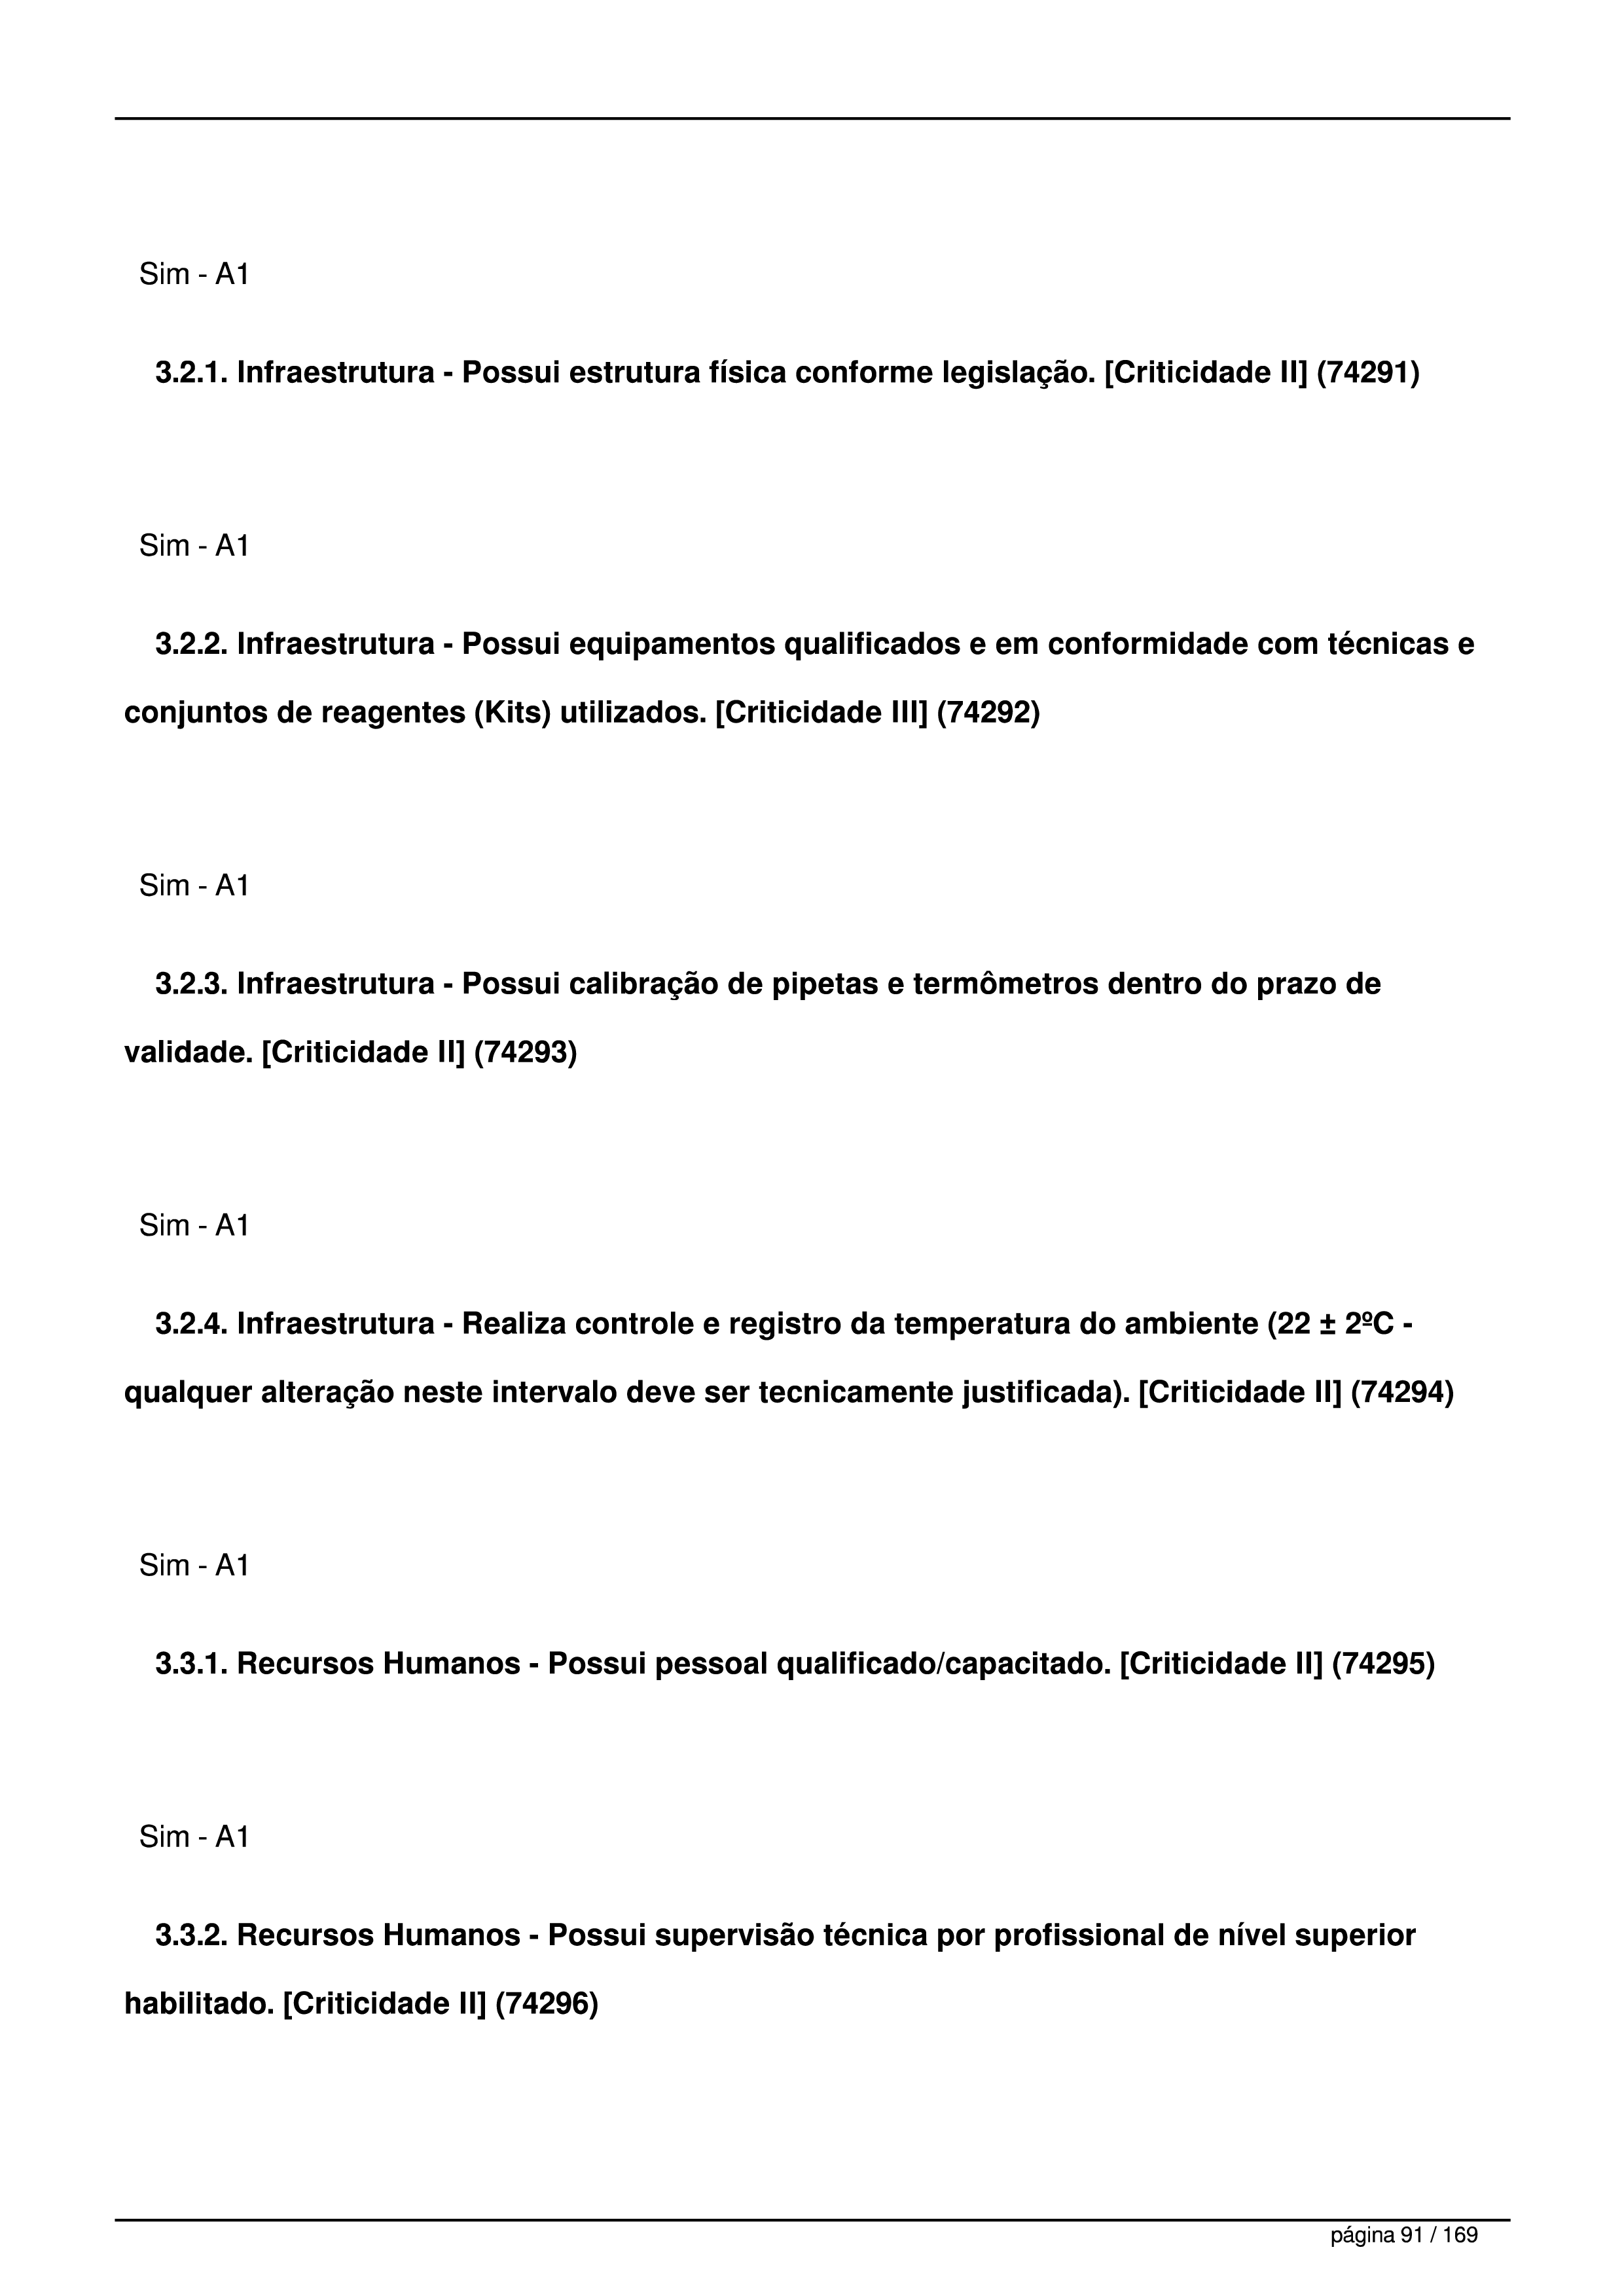 Sim - A1
3.2.1. Infraestrutura - Possui estrutura física conforme legislação. [Criticidade II] (74291)
Sim - A1
3.2.2. Infraestrutura - Possui equipamentos qualificados e em conformidade com técnicas e
conjuntos de reagentes (Kits) utilizados. [Criticidade III] (74292)
Sim - A1
3.2.3. Infraestrutura - Possui calibração de pipetas e termômetros dentro do prazo de
validade. [Criticidade II] (74293)
Sim - A1
3.2.4. Infraestrutura - Realiza controle e registro da temperatura do ambiente (22 ± 2ºC -
qualquer alteração neste intervalo deve ser tecnicamente justificada). [Criticidade II] (74294)
Sim - A1
3.3.1. Recursos Humanos - Possui pessoal qualificado/capacitado. [Criticidade II] (74295)
Sim - A1
3.3.2. Recursos Humanos - Possui supervisão técnica por profissional de nível superior
habilitado. [Criticidade II] (74296)
página 91 / 169